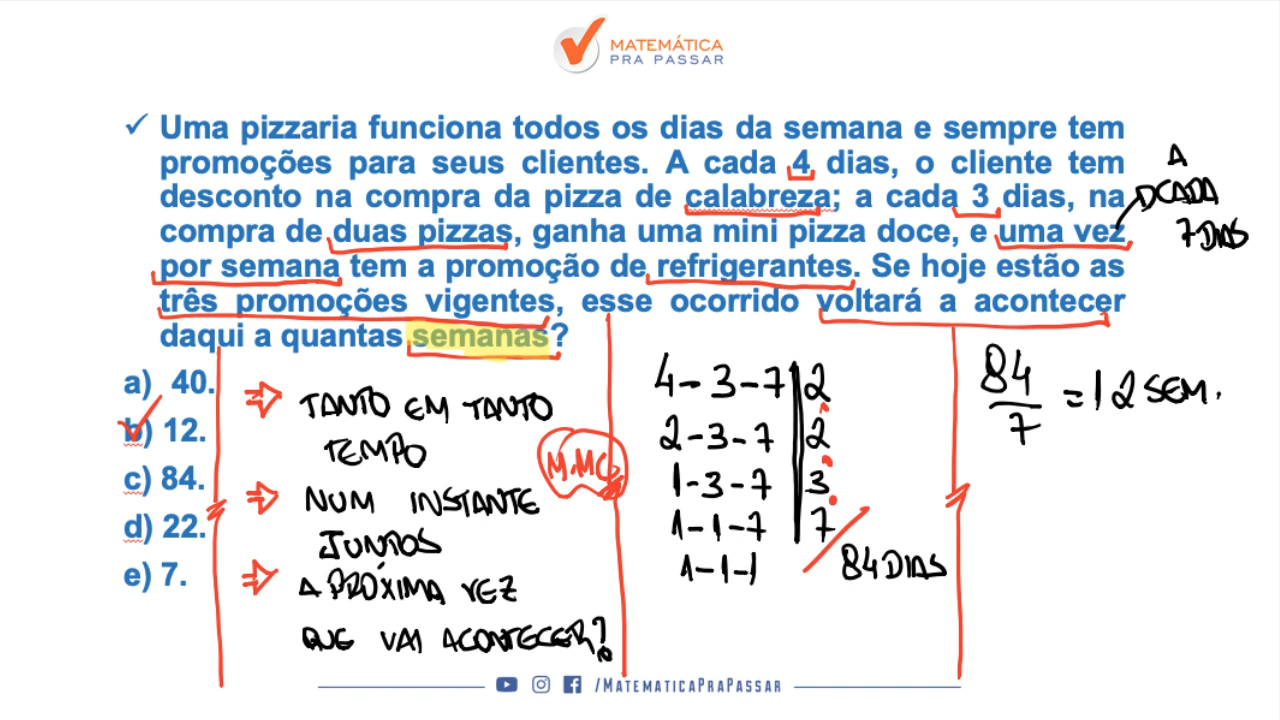 MATEMÁTICA
PRA PASSAR
✓ Uma pizzaria funciona todos os dias da semana e sempre tem
promoções para seus clientes. A cada 4 dias, o cliente tem
desconto na compra da pizza de calabreza; a cada 3 dias, na
compra de duas pizzas, ganha uma mini pizza doce, e uma vez
por semana tem a promoção de refrigerantes. Se hoje estão as
três promoções vigentes, esse ocorrido voltará a acontecer
daqui a quantas semanas?
A
CADA
7 DIAS
a) 40.
b) 12.
c) 84.
d) 22.
e) 7.
⇒ TANTO EM TANTO
TEMPO
⇒ NUM INSTANTE
JUNTOS
⇒ A PRÓXIMA VEZ
QUE VAI ACONTECER?
M.MC
4-3-7|2
2-3-7|2
1-3-7|3
1-1-7|7
1-1-1 84 DIAS
84/7 = 12 SEM.
/MATEMATICAPRAPASSAR